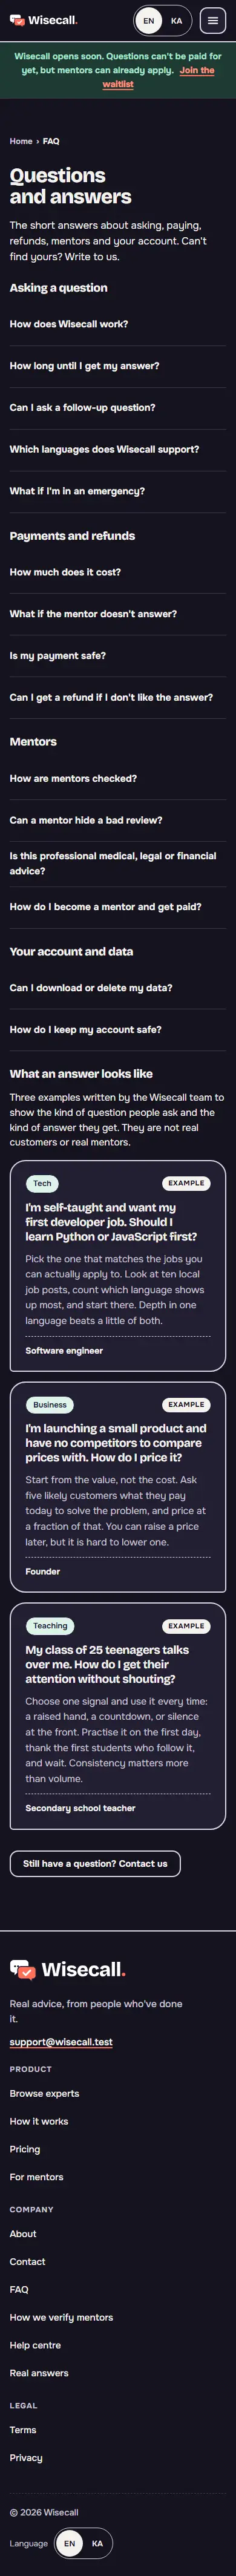 Wisecall.
EN KA
Wisecall opens soon. Questions can't be paid for
yet, but mentors can already apply. Join the
waitlist
Home › FAQ
Questions
and answers
The short answers about asking, paying,
refunds, mentors and your account. Can't
find yours? Write to us.
Asking a question
How does Wisecall work?
How long until I get my answer?
Can I ask a follow-up question?
Which languages does Wisecall support?
What if I'm in an emergency?
Payments and refunds
How much does it cost?
What if the mentor doesn't answer?
Is my payment safe?
Can I get a refund if I don't like the answer?
Mentors
How are mentors checked?
Can a mentor hide a bad review?
Is this professional medical, legal or financial
advice?
How do I become a mentor and get paid?
Your account and data
Can I download or delete my data?
How do I keep my account safe?
What an answer looks like
Three examples written by the Wisecall team to
show the kind of question people ask and the
kind of answer they get. They are not real
customers or real mentors.
Tech EXAMPLE
I'm self-taught and want my
first developer job. Should I
learn Python or JavaScript first?
Pick the one that matches the jobs you
can actually apply to. Look at ten local
job posts, count which language shows
up most, and start there. Depth in one
language beats a little of both.
Software engineer
Business EXAMPLE
I'm launching a small product and
have no competitors to compare
prices with. How do I price it?
Start from the value, not the cost. Ask
five likely customers what they pay
today to solve the problem, and price at
a fraction of that. You can raise a price
later, but it is hard to lower one.
Founder
Teaching EXAMPLE
My class of 25 teenagers talks
over me. How do I get their
attention without shouting?
Choose one signal and use it every time:
a raised hand, a countdown, or silence
at the front. Practise it on the first day,
thank the first students who follow it,
and wait. Consistency matters more
than volume.
Secondary school teacher
Still have a question? Contact us
Wisecall.
Real advice, from people who've done
it.
support@wisecall.test
PRODUCT
Browse experts
How it works
Pricing
For mentors
COMPANY
About
Contact
FAQ
How we verify mentors
Help centre
Real answers
LEGAL
Terms
Privacy
© 2026 Wisecall
Language EN KA